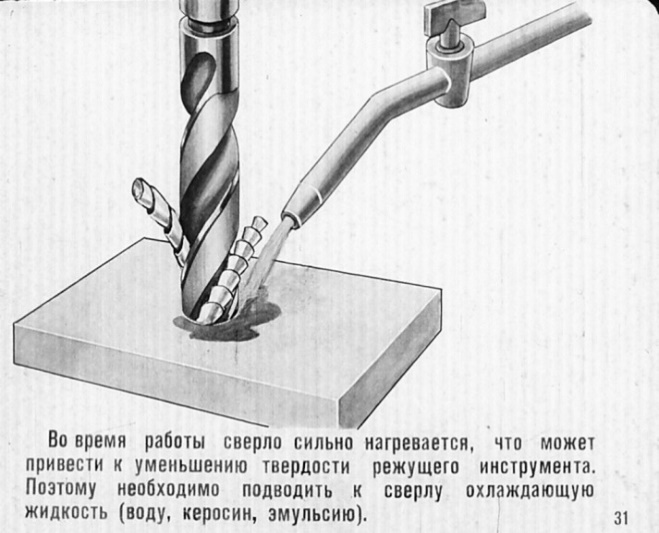 Во время работы сверло сильно нагревается, что может
привести к уменьшению твердости режущего инструмента.
Поэтому необходимо подводить к сверлу охлаждающую
жидкость (воду, керосин, эмульсию).
31